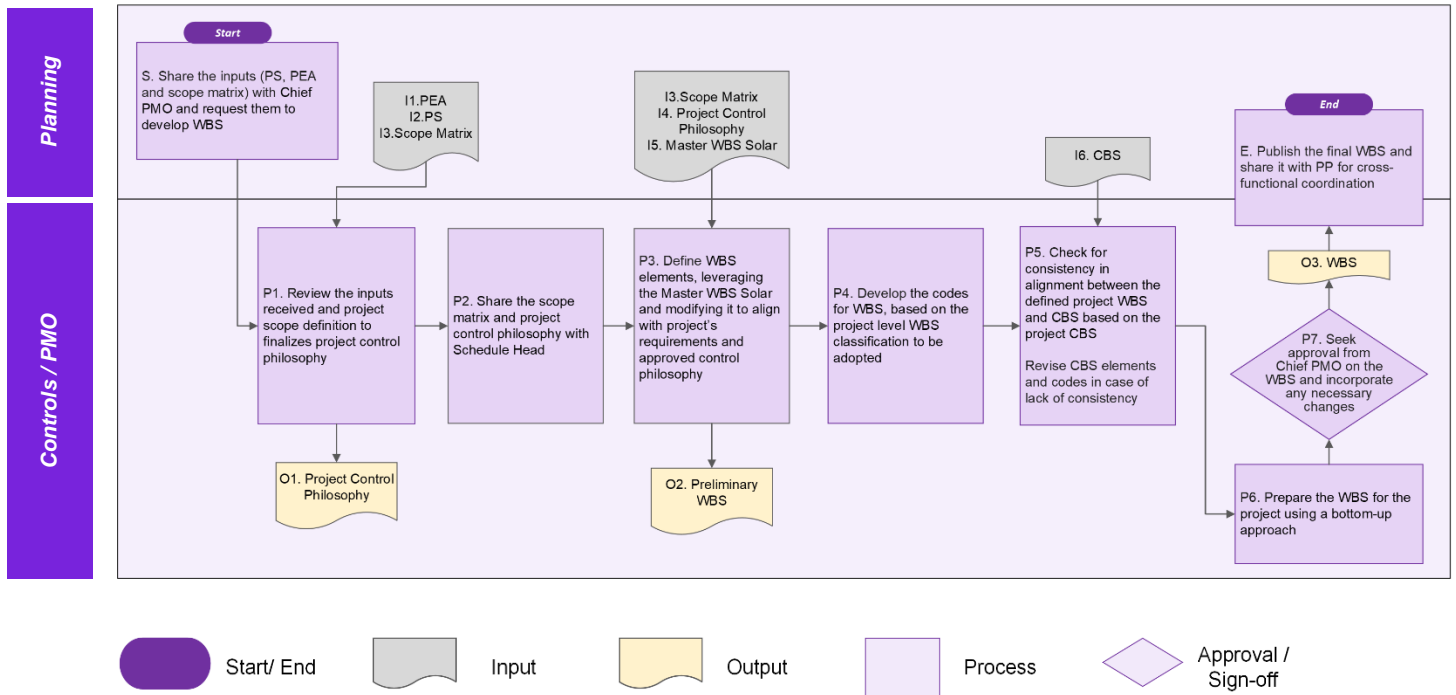 Planning
Controls / PMO
Start
S. Share the inputs (PS, PEA
and scope matrix) with Chief
PMO and request them to
develop WBS
I1.PEA
I2.PS
I3.Scope Matrix
I3.Scope Matrix
I4. Project Control
Philosophy
I5. Master WBS Solar
I6. CBS
End
E. Publish the final WBS and
share it with PP for cross-
functional coordination
P1. Review the inputs
received and project
scope definition to
finalizes project control
philosophy
P2. Share the scope
matrix and project
control philosophy with
Schedule Head
P3. Define WBS
elements, leveraging
the Master WBS Solar
and modifying it to align
with project's
requirements and
approved control
philosophy
P4. Develop the codes
for WBS, based on the
project level WBS
classification to be
adopted
P5. Check for
consistency in
alignment between the
defined project WBS
and CBS based on the
project CBS
Revise CBS elements
and codes in case of
lack of consistency
O3. WBS
P7. Seek
approval from
Chief PMO on the
WBS and incorporate
any necessary
changes
P6. Prepare the WBS for the
project using a bottom-up
approach
O1. Project Control
Philosophy
O2. Preliminary
WBS
Start/ End
Input
Output
Process
Approval /
Sign-off